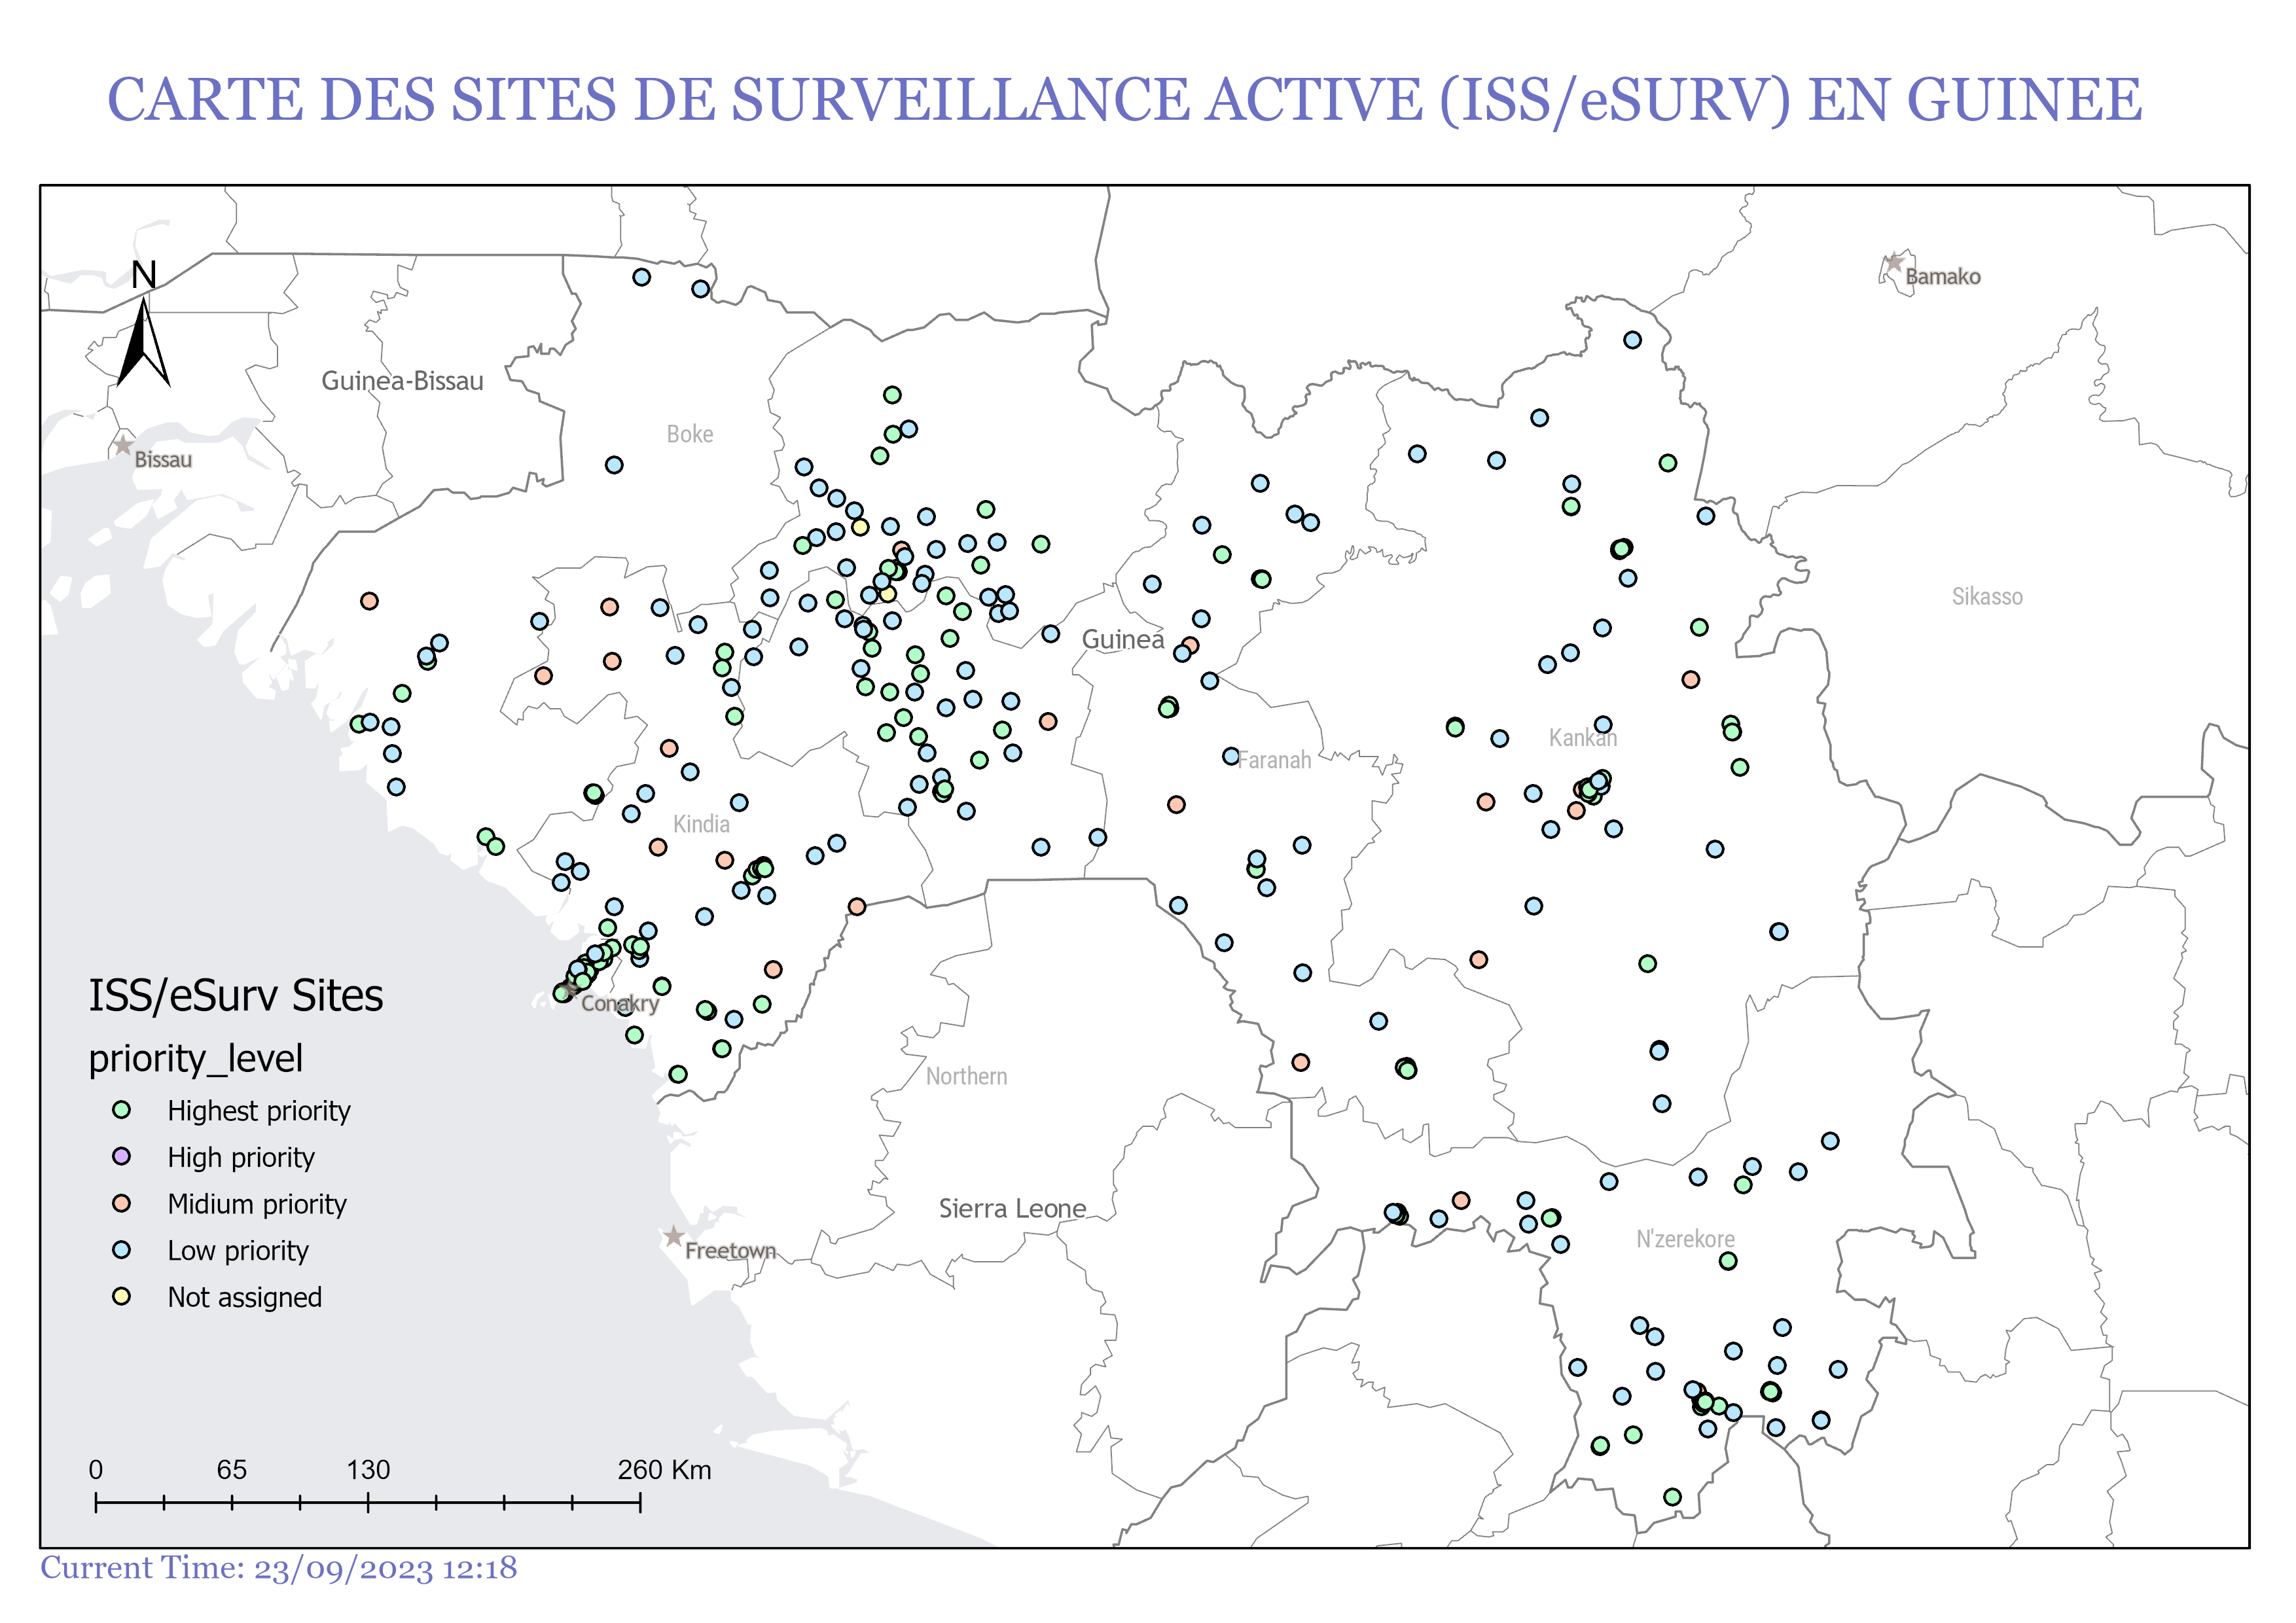 CARTE DES SITES DE SURVEILLANCE ACTIVE (ISS/eSURV) EN GUINEE
N
Bamako
Guinea-Bissau
Boke
Bissau
Sikasso
Guinea
Kankan
Faranah
Kindia
Conakry
Northern
Sierra Leone
N'zerekore
Freetown
ISS/eSurv Sites
priority_level
Highest priority
High priority
Midium priority
Low priority
Not assigned
0 65 130 260 Km
Current Time: 23/09/2023 12:18